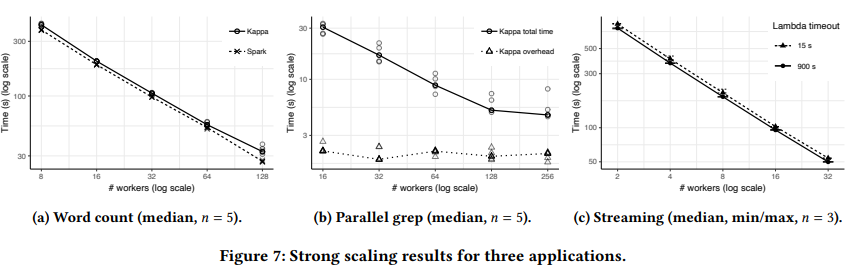 Time (s) (log scale)
300
100
30
8
16
32
64
128
# workers (log scale)
Kappa
Spark
(a) Word count (median, n = 5).
Time (s) (log scale)
30
10
3
16
32
64
128
256
# workers (log scale)
Kappa total time
Kappa overhead
(b) Parallel grep (median, n = 5).
Time (s) (log scale)
500
300
100
50
2
4
8
16
32
# workers (log scale)
Lambda timeout
15 s
900 s
(c) Streaming (median, min/max, n = 3).
Figure 7: Strong scaling results for three applications.